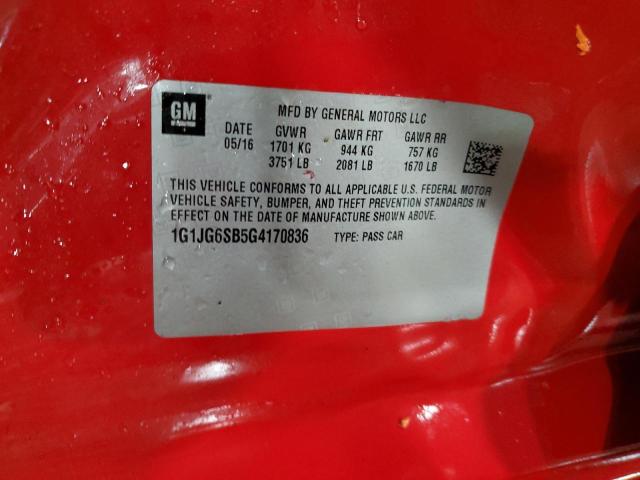 GM
MFD BY GENERAL MOTORS LLC
DATE GVWR GAWR FRT GAWR RR
05/16 1701 KG 944 KG 757 KG
3751 LB 2081 LB 1670 LB
THIS VEHICLE CONFORMS TO ALL APPLICABLE U.S. FEDERAL MOTOR
VEHICLE SAFETY, BUMPER, AND THEFT PREVENTION STANDARDS IN
EFFECT ON THE DATE OF MANUFACTURE SHOWN ABOVE.
1G1JG6SB5G4170836 TYPE: PASS CAR